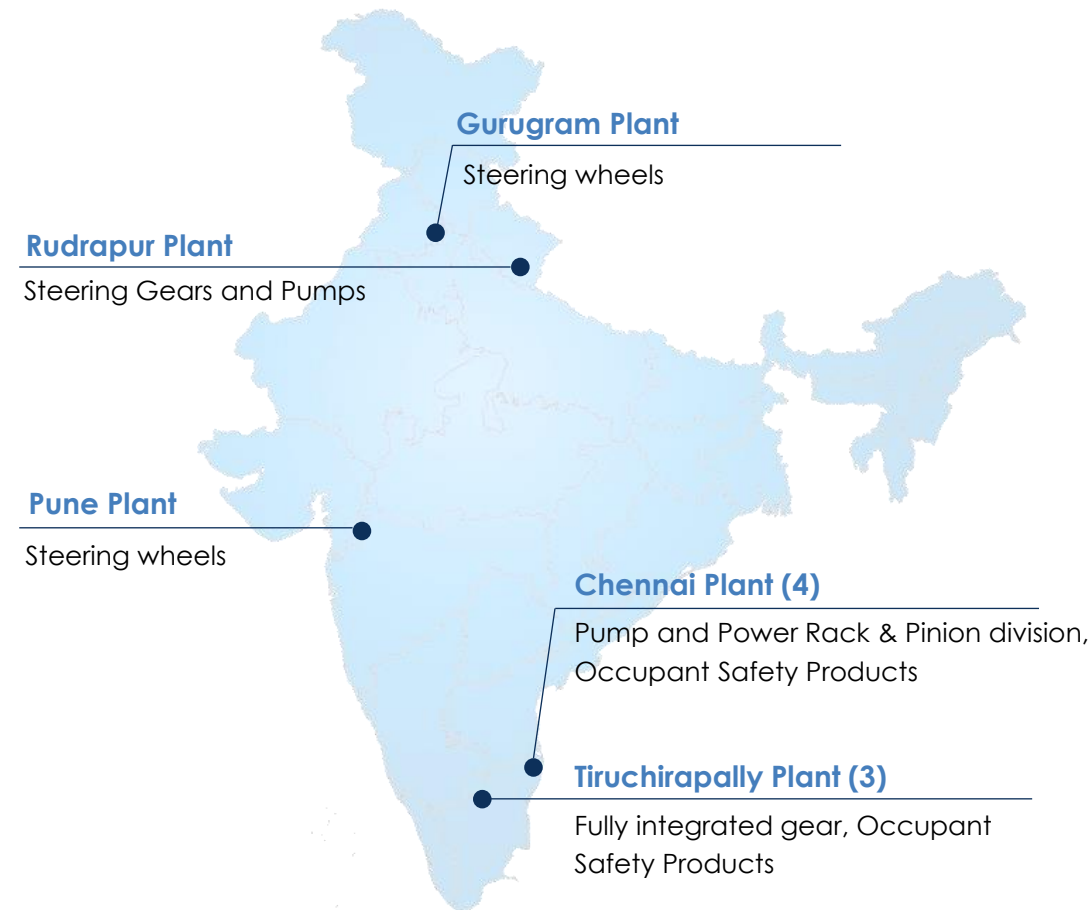 Gurugram Plant
Steering wheels
Rudrapur Plant
Steering Gears and Pumps
Pune Plant
Steering wheels
Chennai Plant (4)
Pump and Power Rack & Pinion division,
Occupant Safety Products
Tiruchirapally Plant (3)
Fully integrated gear, Occupant
Safety Products